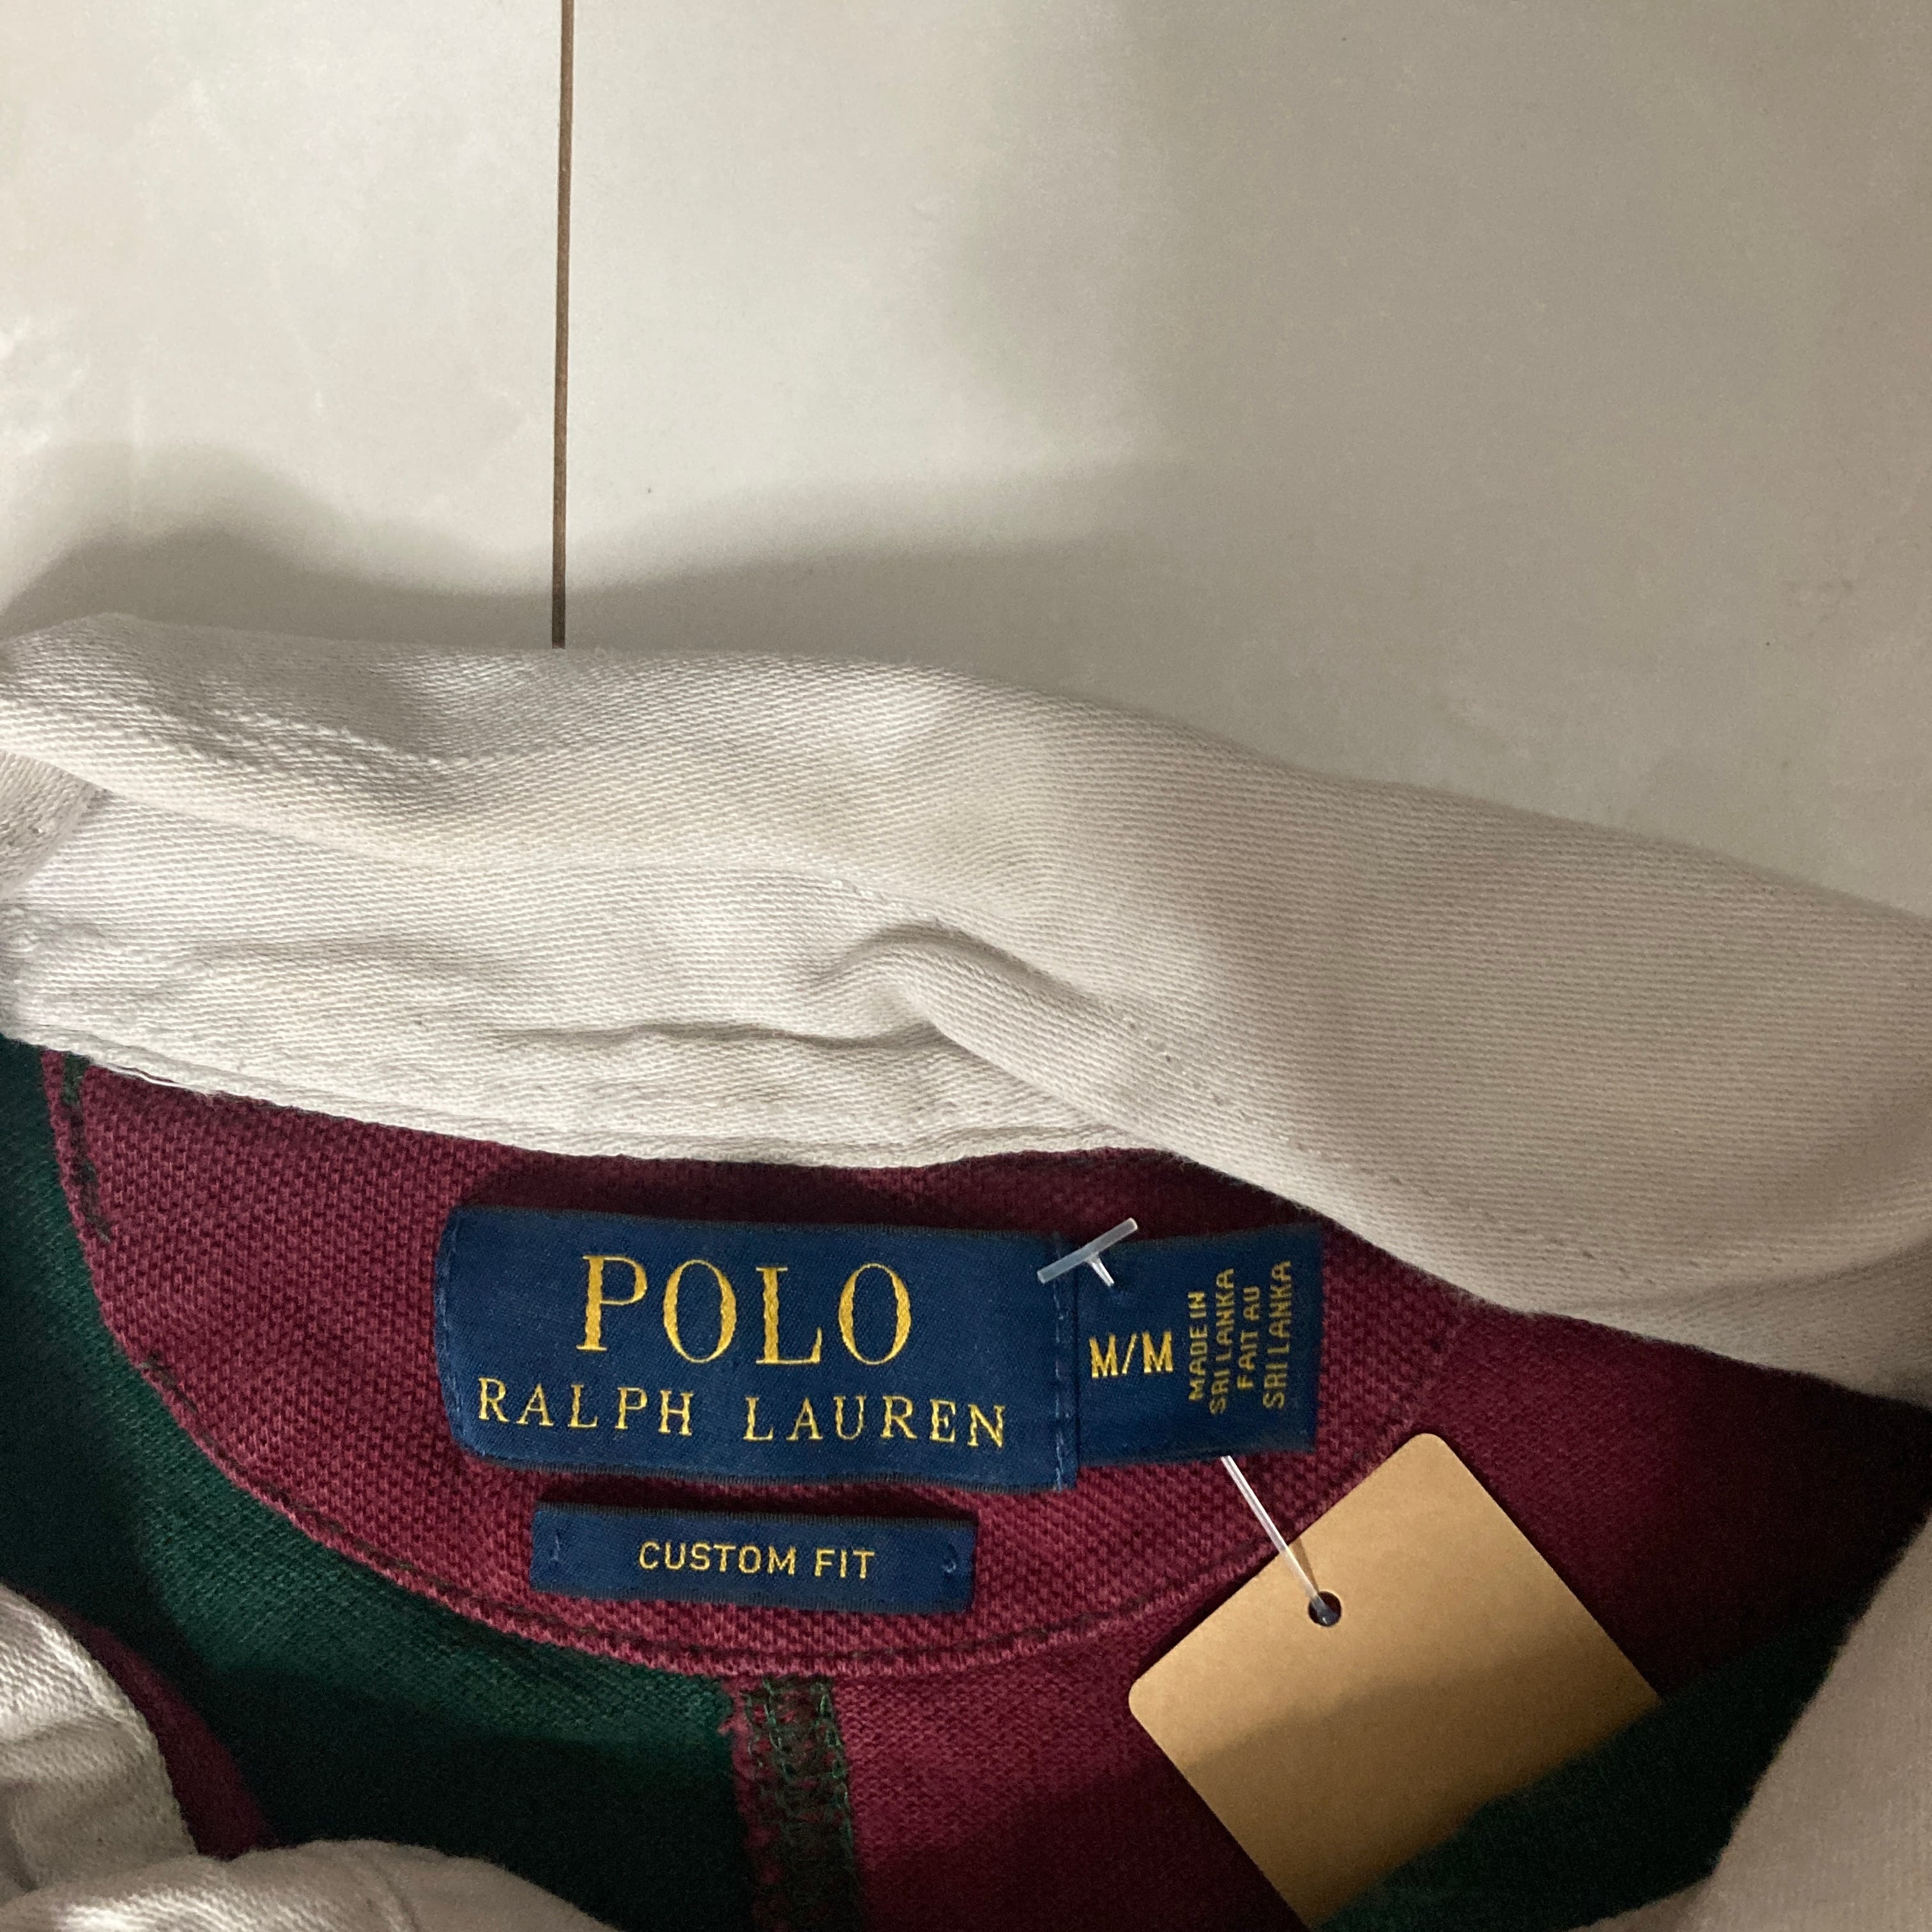 POLO
RALPH LAUREN
M/M
MADE IN
SRI LANKA
FAIT AU
SRI LANKA
CUSTOM FIT